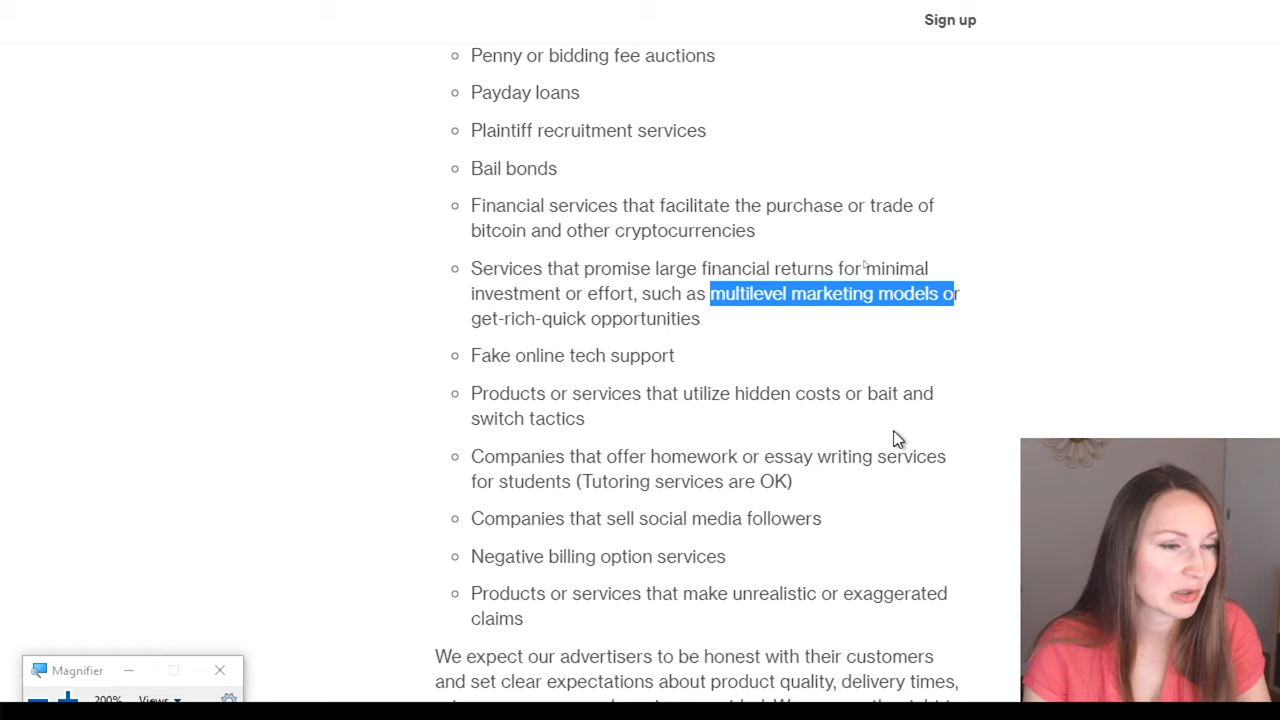 Sign up
Penny or bidding fee auctions
Payday loans
Plaintiff recruitment services
Bail bonds
Financial services that facilitate the purchase or trade of
bitcoin and other cryptocurrencies
Services that promise large financial returns for minimal
investment or effort, such as multilevel marketing models or
get-rich-quick opportunities
Fake online tech support
Products or services that utilize hidden costs or bait and
switch tactics
Companies that offer homework or essay writing services
for students (Tutoring services are OK)
Companies that sell social media followers
Negative billing option services
Products or services that make unrealistic or exaggerated
claims
We expect our advertisers to be honest with their customers
and set clear expectations about product quality, delivery times,
Magnifier
200% Views